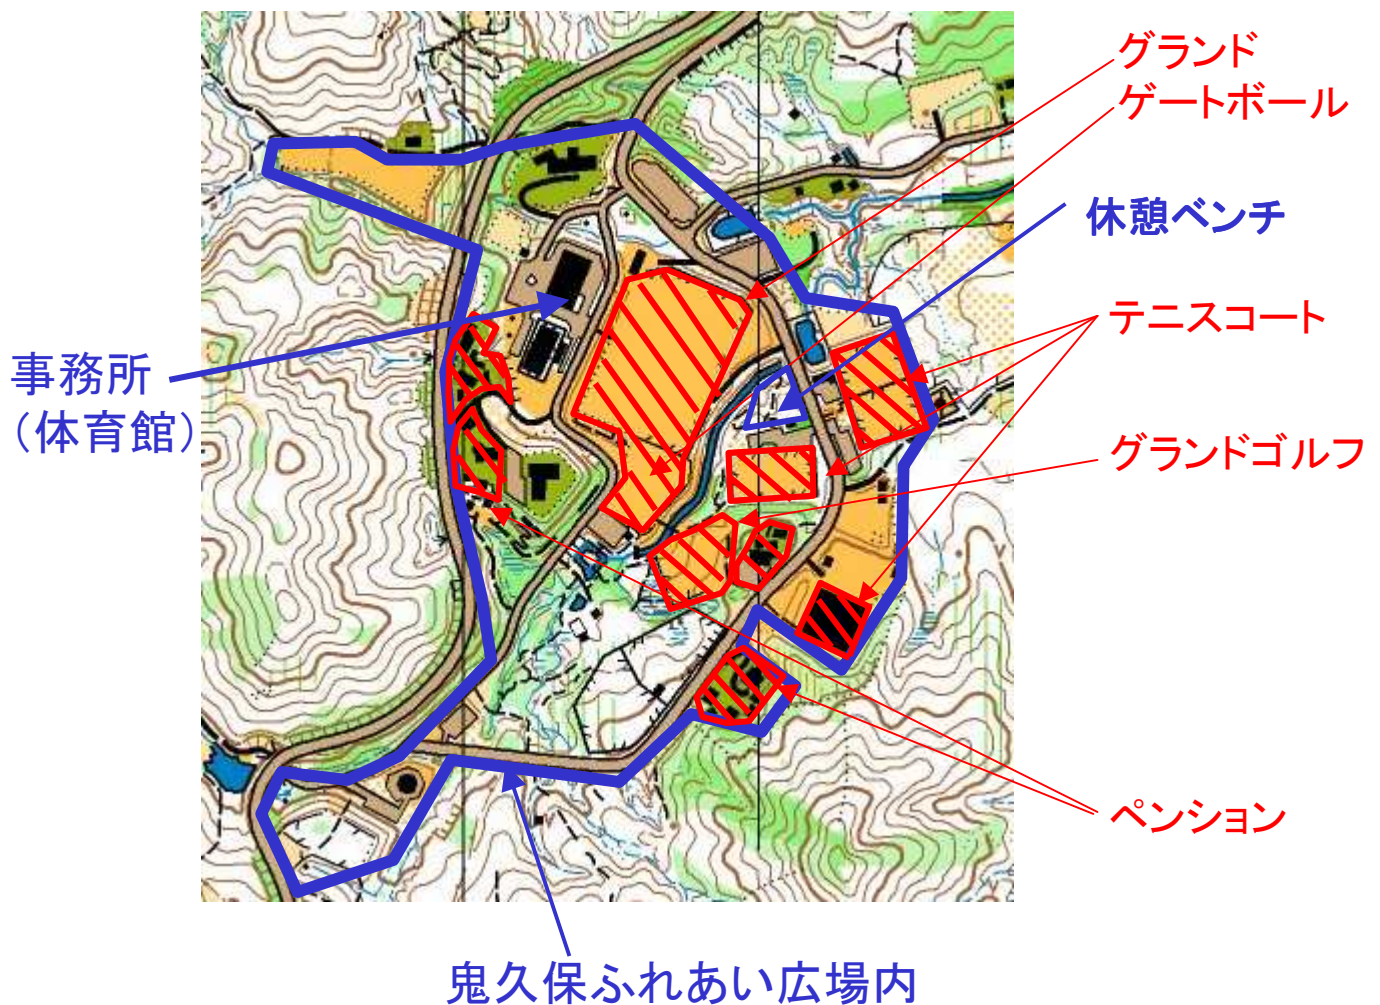 グランド
ゲートボール
休憩ベンチ
テニスコート
事務所
(体育館)
グランドゴルフ
ペンション
鬼久保ふれあい広場内